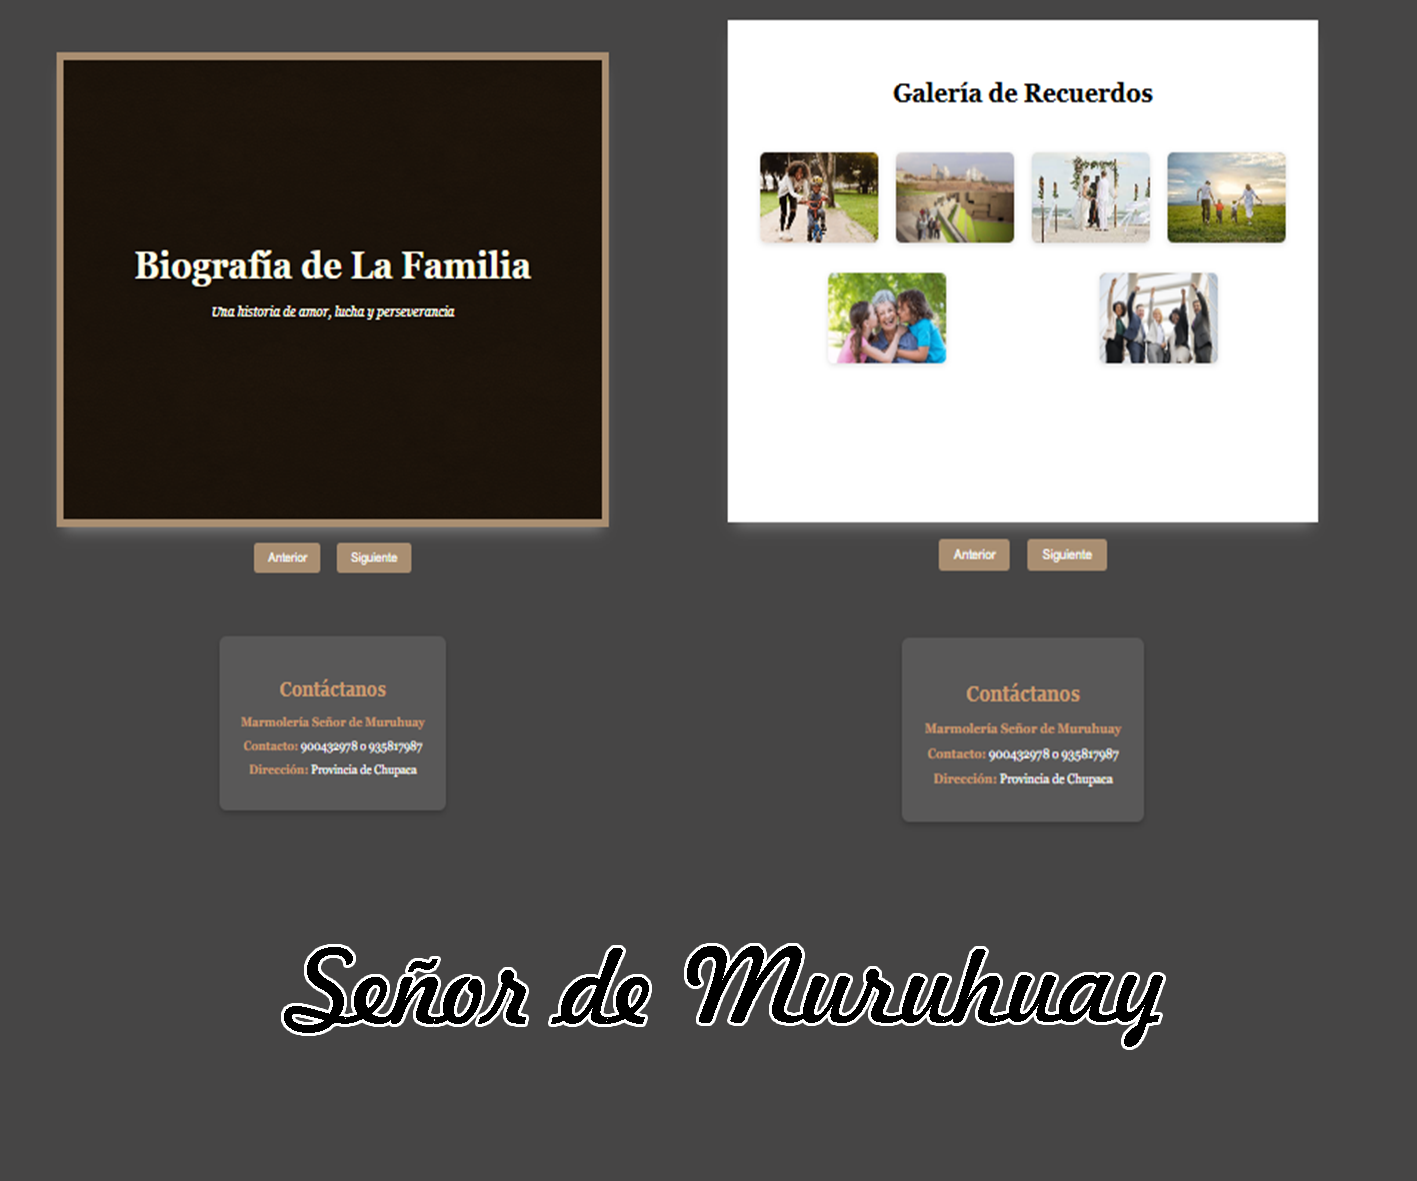 Biografía de La Familia
Una historia de amor, lucha y perseverancia
Anterior
Siguiente
Contáctanos
Marmolería Señor de Muruhuay
Contacto: 900432978 o 935817987
Dirección: Provincia de Chupaca
Galería de Recuerdos
Anterior
Siguiente
Contáctanos
Marmolería Señor de Muruhuay
Contacto: 900432978 o 935817987
Dirección: Provincia de Chupaca
Señor de Muruhuay